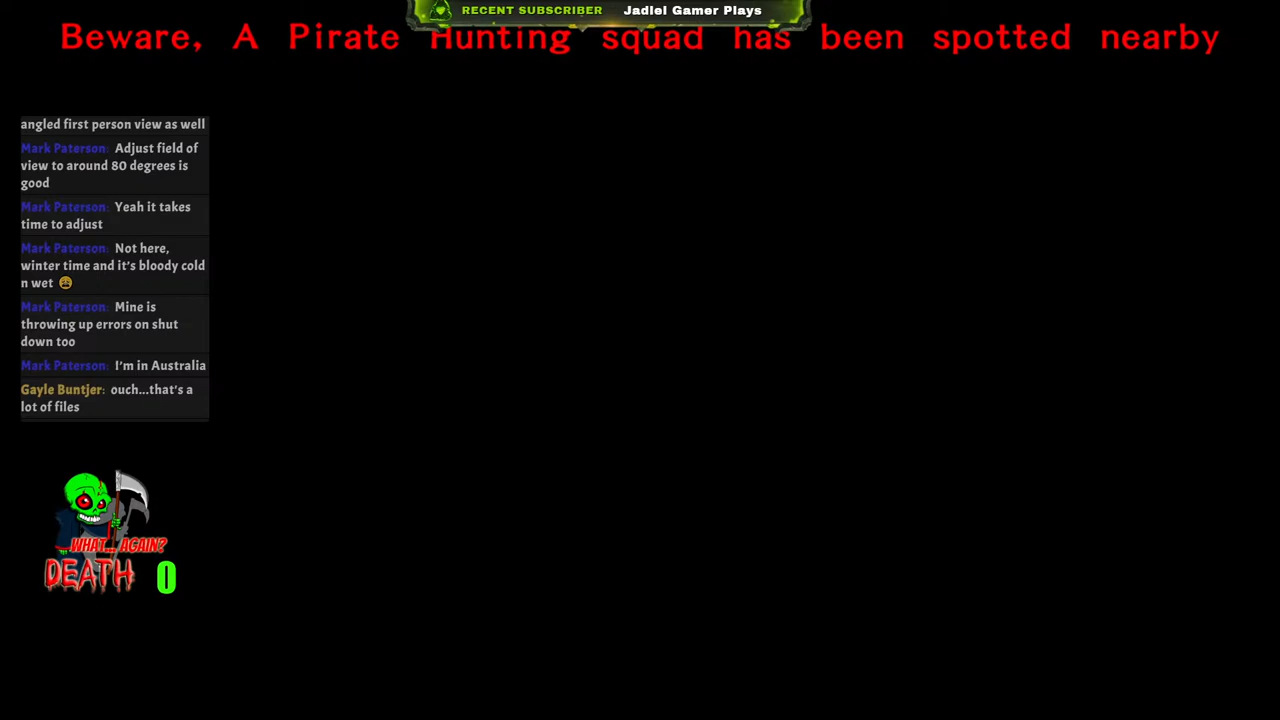 RECENT SUBSCRIBER Jadiel Gamer Plays
Beware, A Pirate Hunting squad has been spotted nearby
angled first person view as well
Mark Paterson: Adjust field of
view to around 80 degrees is
good
Mark Paterson: Yeah it takes
time to adjust
Mark Paterson: Not here,
winter time and it's bloody cold
n wet 😩
Mark Paterson: Mine is
throwing up errors on shut
down too
Mark Paterson: I'm in Australia
Gayle Buntjer: ouch...that's a
lot of files
WHAT... AGAIN?
DEATH 0